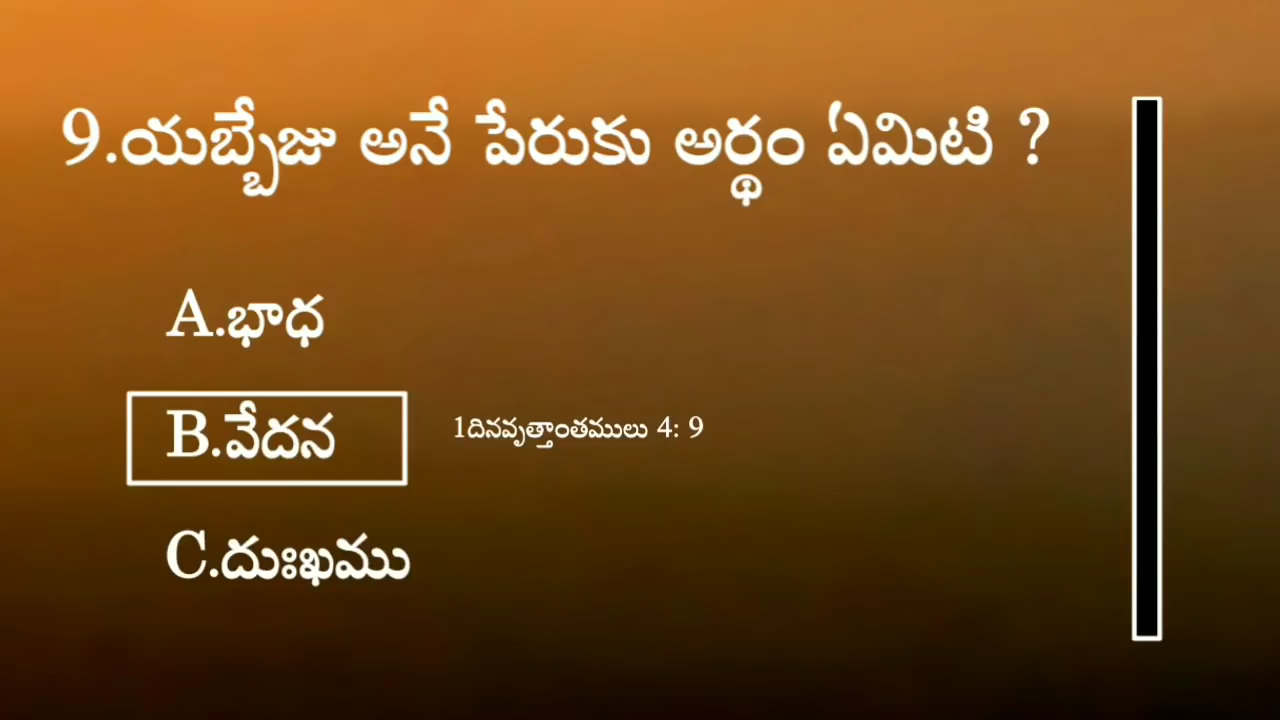 9.యబ్బేజు అనే పేరుకు అర్థం ఏమిటి ?
A.భాధ
B.వేదన
1దినవృత్తాంతములు 4: 9
C.దుఃఖము